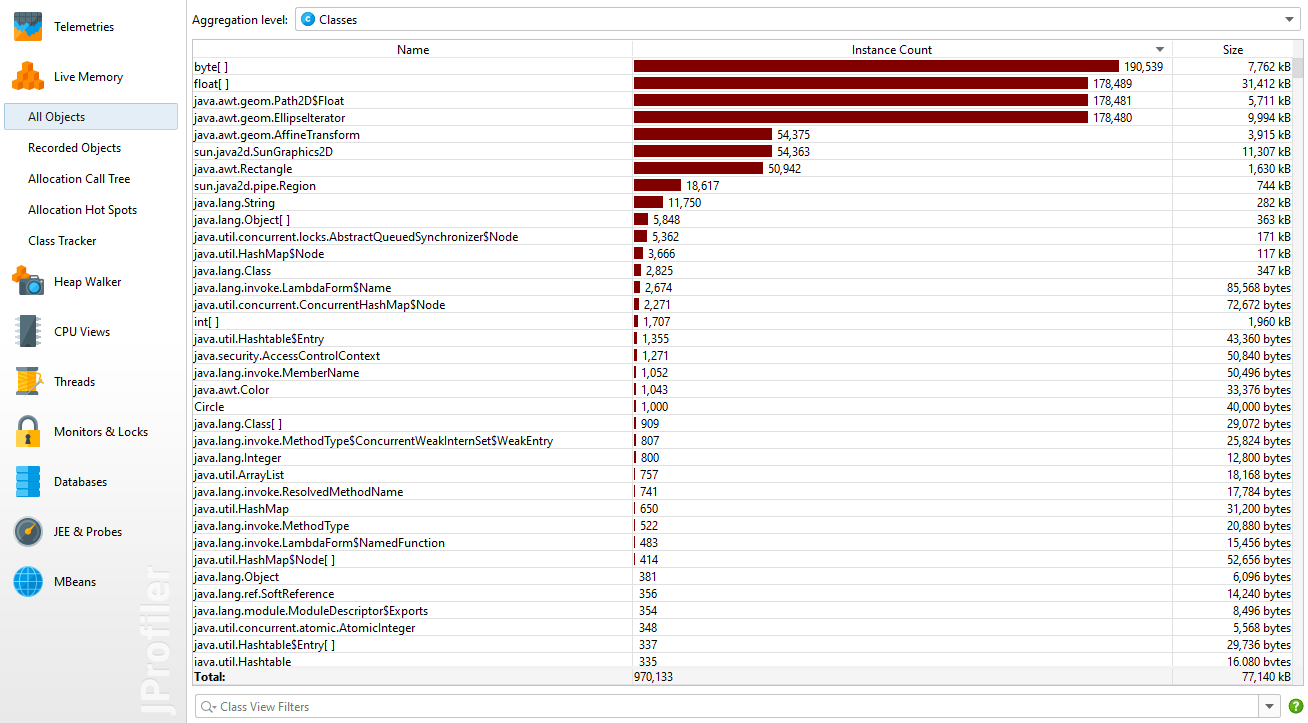 Telemetries
Live Memory
All Objects
Recorded Objects
Allocation Call Tree
Allocation Hot Spots
Class Tracker
Heap Walker
CPU Views
Threads
Monitors & Locks
Databases
JEE & Probes
MBeans
JProfiler
Aggregation level: C Classes
Name Instance Count Size
byte[ ] 190,539 7,762 kB
float[ ] 178,489 31,412 kB
java.awt.geom.Path2D$Float 178,481 5,711 kB
java.awt.geom.EllipseIterator 178,480 9,994 kB
java.awt.geom.AffineTransform 54,375 3,915 kB
sun.java2d.SunGraphics2D 54,363 11,307 kB
java.awt.Rectangle 50,942 1,630 kB
sun.java2d.pipe.Region 18,617 744 kB
java.lang.String 11,750 282 kB
java.lang.Object[ ] 5,848 363 kB
java.util.concurrent.locks.AbstractQueuedSynchronizer$Node 5,362 171 kB
java.util.HashMap$Node 3,666 117 kB
java.lang.Class 2,825 347 kB
java.lang.invoke.LambdaForm$Name 2,674 85,568 bytes
java.util.concurrent.ConcurrentHashMap$Node 2,271 72,672 bytes
int[ ] 1,707 1,960 kB
java.util.Hashtable$Entry 1,355 43,360 bytes
java.security.AccessControlContext 1,271 50,840 bytes
java.lang.invoke.MemberName 1,052 50,496 bytes
java.awt.Color 1,043 33,376 bytes
Circle 1,000 40,000 bytes
java.lang.Class[ ] 909 29,072 bytes
java.lang.invoke.MethodType$ConcurrentWeakInternSet$WeakEntry 807 25,824 bytes
java.lang.Integer 800 12,800 bytes
java.util.ArrayList 757 18,168 bytes
java.lang.invoke.ResolvedMethodName 741 17,784 bytes
java.util.HashMap 650 31,200 bytes
java.lang.invoke.MethodType 522 20,880 bytes
java.lang.invoke.LambdaForm$NamedFunction 483 15,456 bytes
java.util.HashMap$Node[ ] 414 52,656 bytes
java.lang.Object 381 6,096 bytes
java.lang.ref.SoftReference 356 14,240 bytes
java.lang.module.ModuleDescriptor$Exports 354 8,496 bytes
java.util.concurrent.atomic.AtomicInteger 348 5,568 bytes
java.util.Hashtable$Entry[ ] 337 29,736 bytes
java.util.Hashtable 335 16,080 bytes
Total: 970,133 77,140 kB
Class View Filters
?